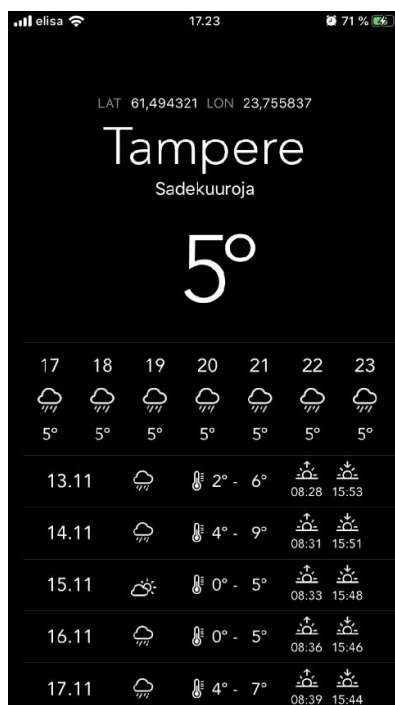 elisa 17.23 71 %
LAT 61,494321 LON 23,755837
Tampere
Sadekuuroja
5°
17 18 19 20 21 22 23
5° 5° 5° 5° 5° 5° 5°
13.11 2° - 6° 08:28 15:53
14.11 4° - 9° 08:31 15:51
15.11 0° - 5° 08:33 15:48
16.11 0° - 5° 08:36 15:46
17.11 4° - 7° 08:39 15:44